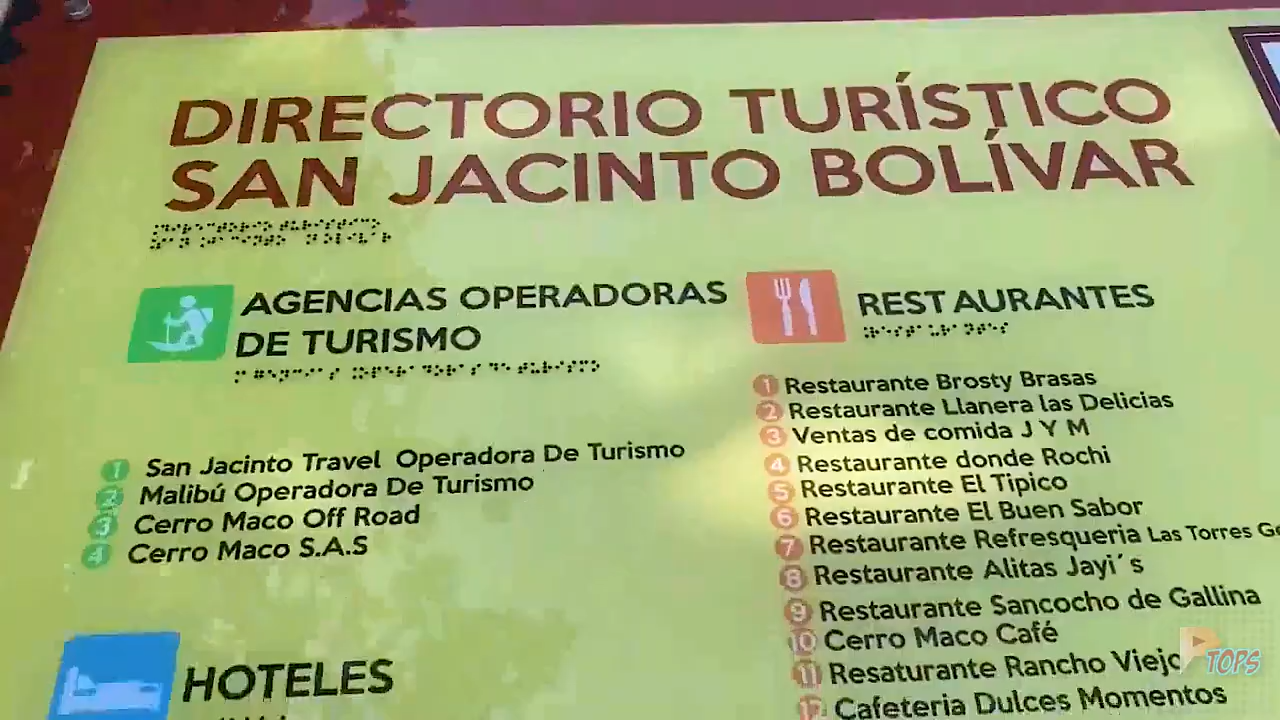 DIRECTORIO TURÍSTICO
SAN JACINTO BOLÍVAR
AGENCIAS OPERADORAS
DE TURISMO
1 San Jacinto Travel Operadora De Turismo
2 Malibú Operadora De Turismo
3 Cerro Maco Off Road
4 Cerro Maco S.A.S
HOTELES
RESTAURANTES
1 Restaurante Brosty Brasas
2 Restaurante Llanera las Delicias
3 Ventas de comida J Y M
4 Restaurante donde Rochi
5 Restaurante El Tipico
6 Restaurante El Buen Sabor
7 Restaurante Refresqueria Las Torres
8 Restaurante Alitas Jayi´s
9 Restaurante Sancocho de Gallina
10 Cerro Maco Café
11 Resaturante Rancho Viejo
12 Cafeteria Dulces Momentos
TOPS